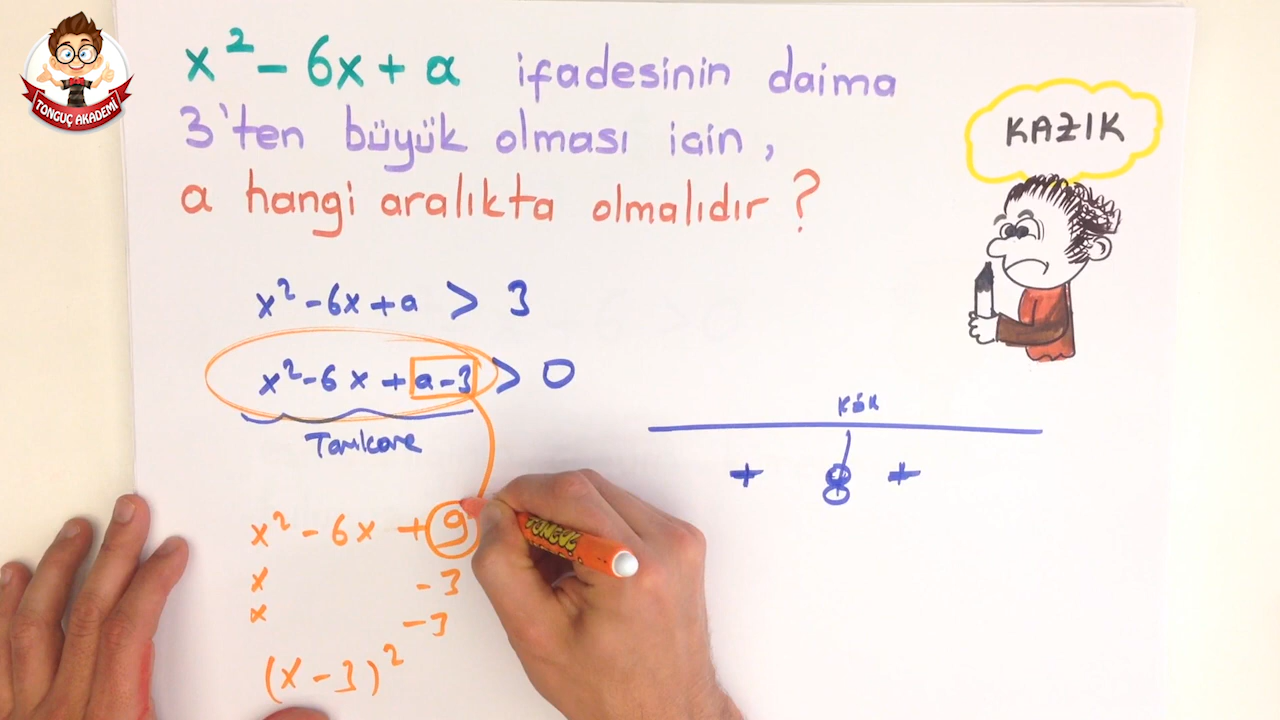 x² - 6x + a ifadesinin daima
3'ten büyük olması için,
a hangi aralıkta olmalıdır ?
KAZIK
TONGUÇ AKADEMİ
x² - 6x + a > 3
x² - 6x + a - 3 > 0
Tamkare
kök
+ +
x² - 6x + 9
x - 3
x - 3
(x - 3)²
TONGUÇ